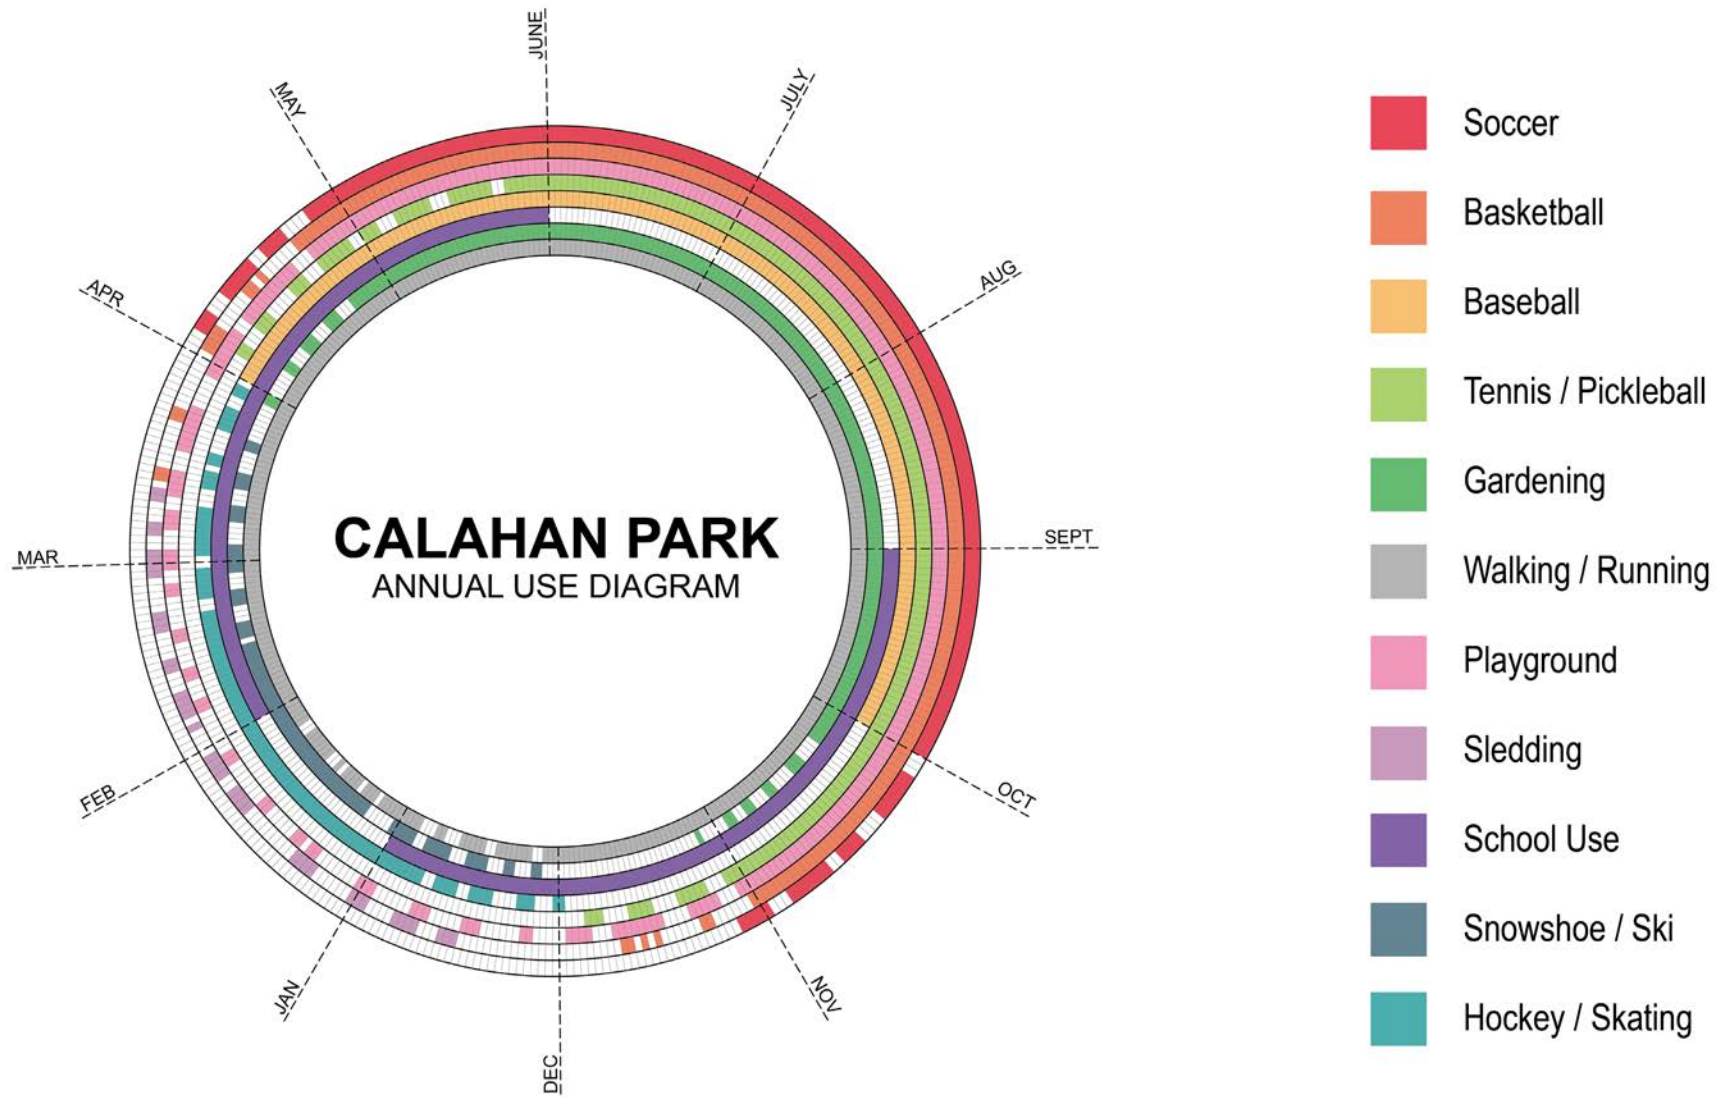 JUNE
JULY
MAY
AUG
APR
SEPT
MAR
OCT
FEB
NOV
JAN
DEC
CALAHAN PARK
ANNUAL USE DIAGRAM
Soccer
Basketball
Baseball
Tennis / Pickleball
Gardening
Walking / Running
Playground
Sledding
School Use
Snowshoe / Ski
Hockey / Skating